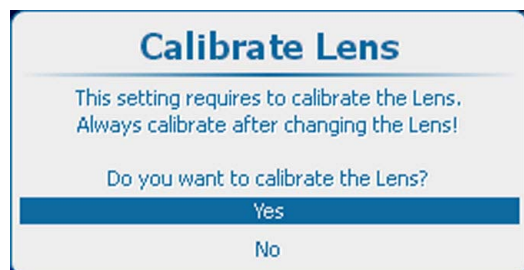 Calibrate Lens
This setting requires to calibrate the Lens.
Always calibrate after changing the Lens!
Do you want to calibrate the Lens?
Yes
No